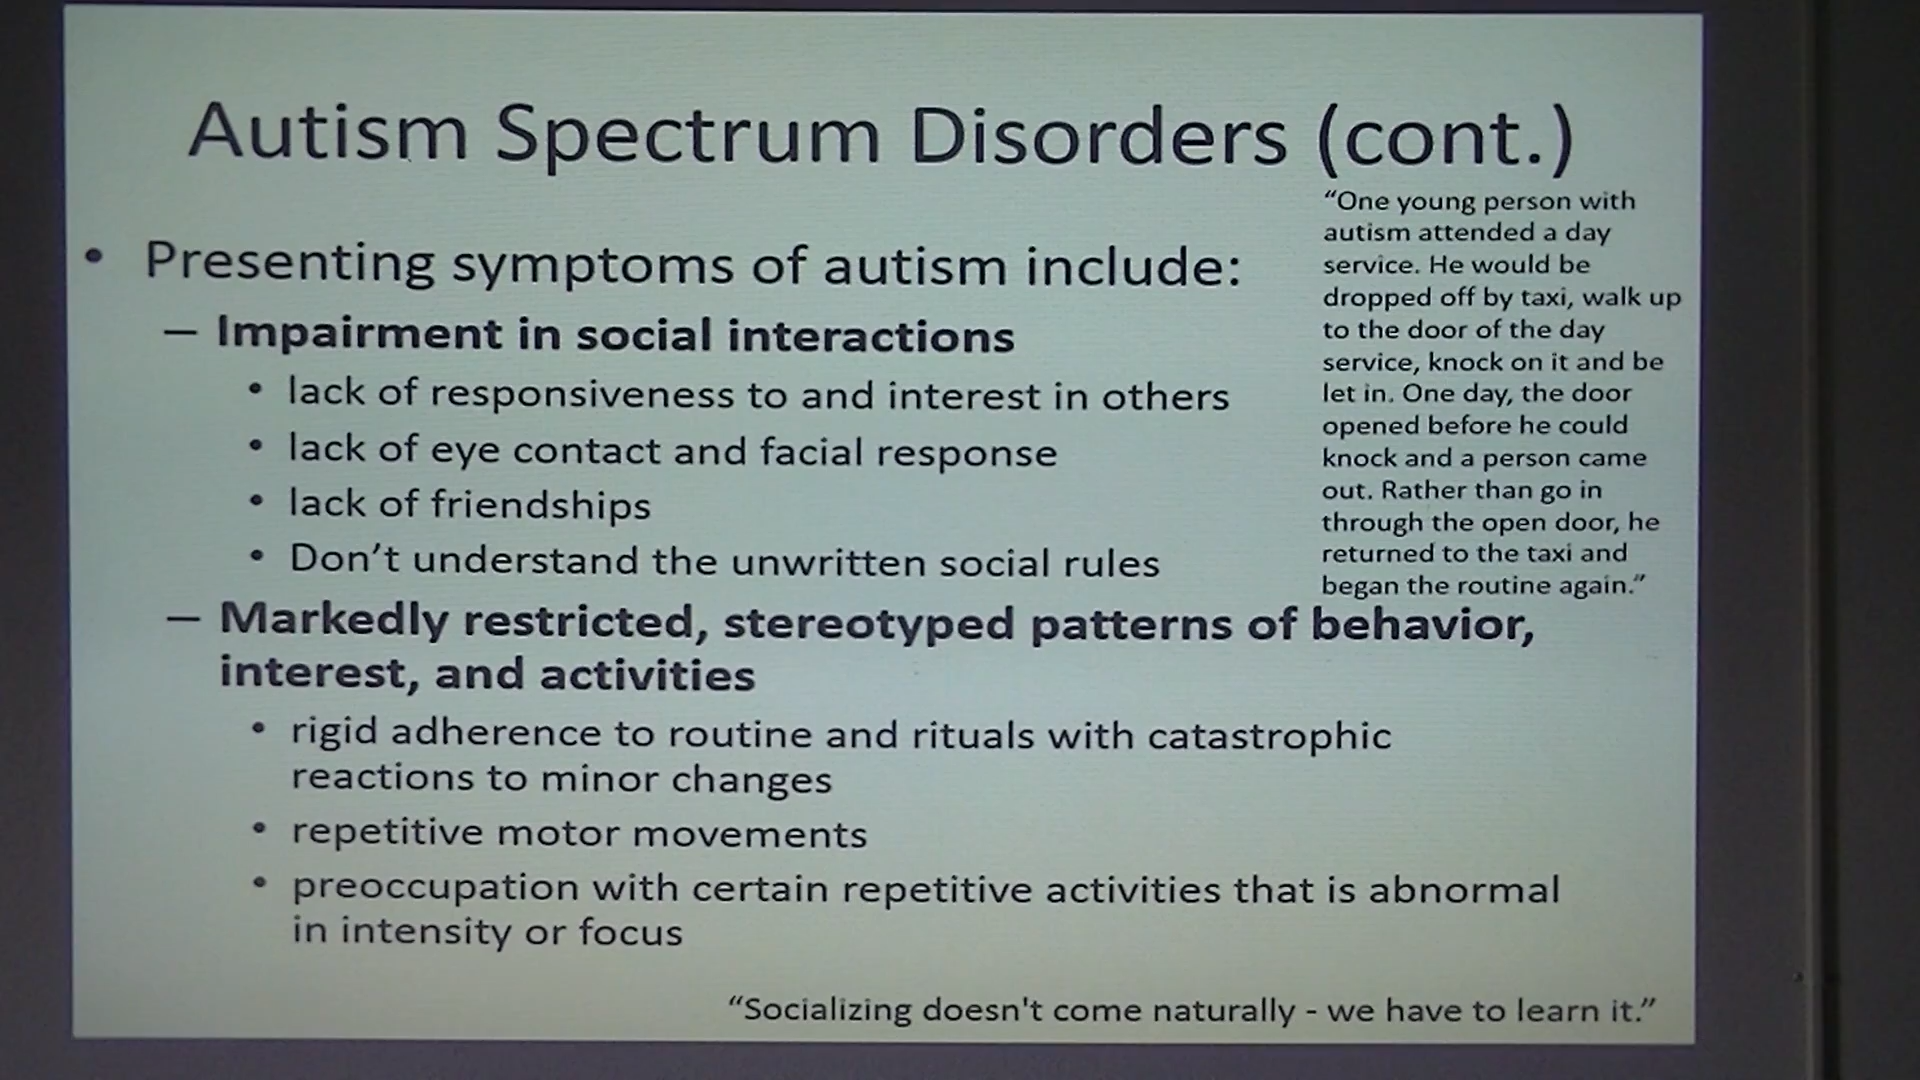 Autism Spectrum Disorders (cont.)
• Presenting symptoms of autism include:
– Impairment in social interactions
• lack of responsiveness to and interest in others
• lack of eye contact and facial response
• lack of friendships
• Don’t understand the unwritten social rules
– Markedly restricted, stereotyped patterns of behavior,
interest, and activities
• rigid adherence to routine and rituals with catastrophic
reactions to minor changes
• repetitive motor movements
• preoccupation with certain repetitive activities that is abnormal
in intensity or focus
“One young person with
autism attended a day
service. He would be
dropped off by taxi, walk up
to the door of the day
service, knock on it and be
let in. One day, the door
opened before he could
knock and a person came
out. Rather than go in
through the open door, he
returned to the taxi and
began the routine again.”
“Socializing doesn't come naturally - we have to learn it.”